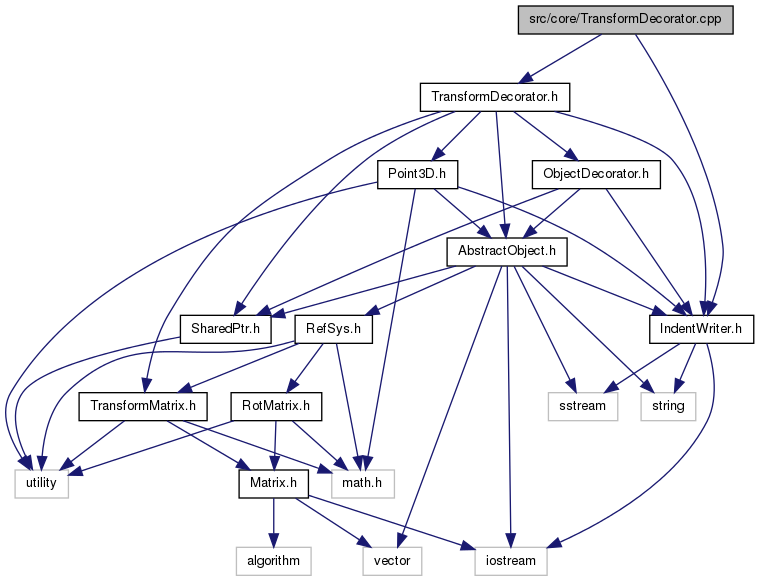 src/core/TransformDecorator.cpp
TransformDecorator.h
Point3D.h
ObjectDecorator.h
AbstractObject.h
SharedPtr.h
RefSys.h
IndentWriter.h
TransformMatrix.h
RotMatrix.h
sstream
string
utility
Matrix.h
math.h
algorithm
vector
iostream